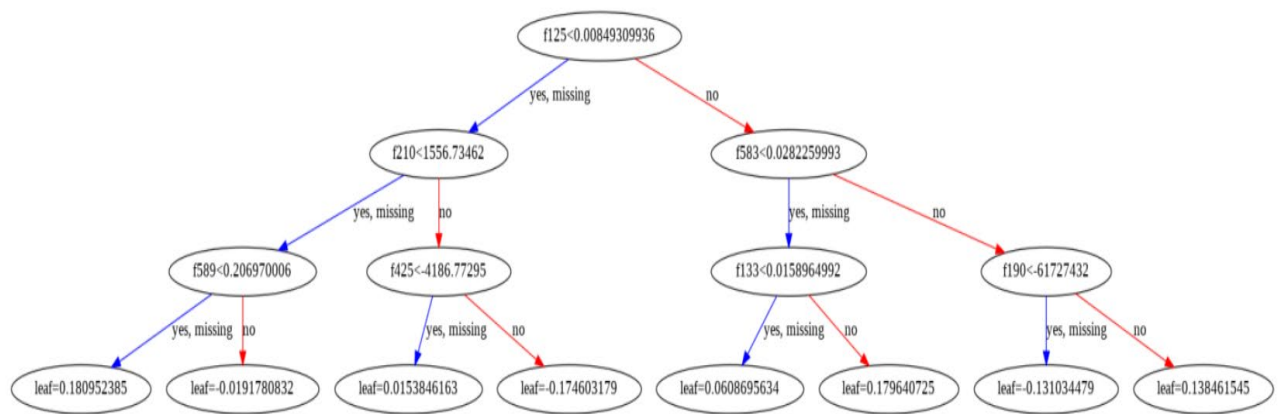 f125<0.00849309936
yes, missing
no
f210<1556.73462
f583<0.0282259993
yes, missing
no
yes, missing
no
f589<0.206970006
f425<-4186.77295
f133<0.0158964992
f190<-61727432
yes, missing
no
yes, missing
no
yes, missing
no
yes, missing
no
leaf=0.180952385
leaf=-0.0191780832
leaf=0.0153846163
leaf=-0.174603179
leaf=0.0608695634
leaf=0.179640725
leaf=-0.131034479
leaf=0.138461545